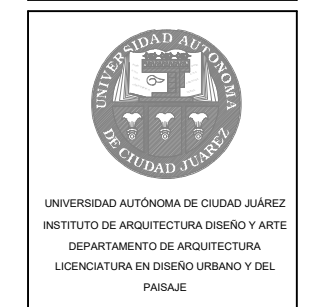 UNIVERSIDAD AUTÓNOMA
DE CIUDAD JUÁREZ
UNIVERSIDAD AUTÓNOMA DE CIUDAD JUÁREZ
INSTITUTO DE ARQUITECTURA DISEÑO Y ARTE
DEPARTAMENTO DE ARQUITECTURA
LICENCIATURA EN DISEÑO URBANO Y DEL
PAISAJE